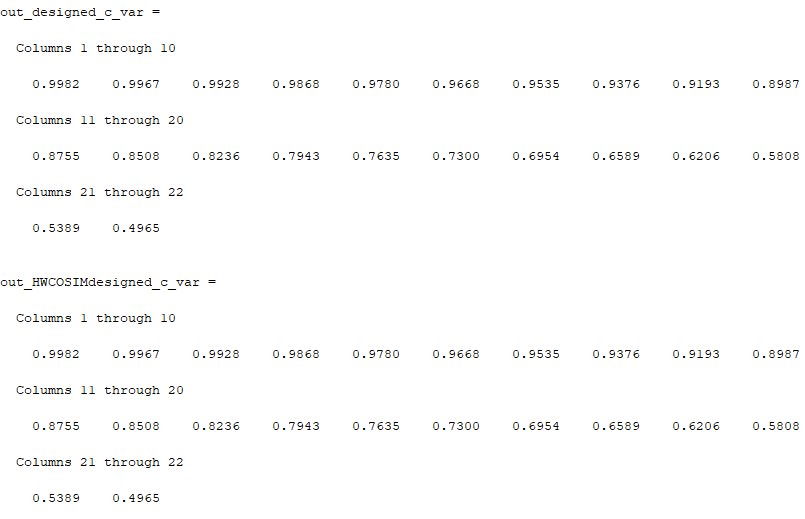 out_designed_c_var =
Columns 1 through 10
0.9982 0.9967 0.9928 0.9868 0.9780 0.9668 0.9535 0.9376 0.9193 0.8987
Columns 11 through 20
0.8755 0.8508 0.8236 0.7943 0.7635 0.7300 0.6954 0.6589 0.6206 0.5808
Columns 21 through 22
0.5389 0.4965
out_HWCOSIMdesigned_c_var =
Columns 1 through 10
0.9982 0.9967 0.9928 0.9868 0.9780 0.9668 0.9535 0.9376 0.9193 0.8987
Columns 11 through 20
0.8755 0.8508 0.8236 0.7943 0.7635 0.7300 0.6954 0.6589 0.6206 0.5808
Columns 21 through 22
0.5389 0.4965